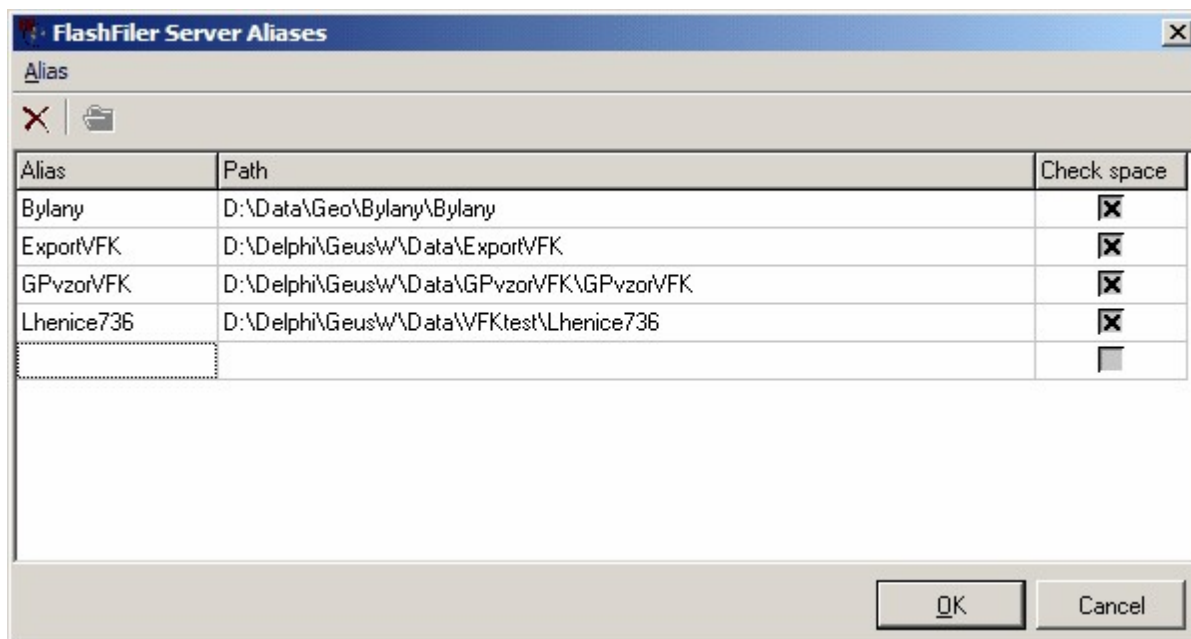 FlashFiler Server Aliases
Alias
Alias Path Check space
Bylany D:\Data\Geo\Bylany\Bylany
ExportVFK D:\Delphi\GeusW\Data\ExportVFK
GPvzorVFK D:\Delphi\GeusW\Data\GPvzorVFK\GPvzorVFK
Lhenice736 D:\Delphi\GeusW\Data\VFKtest\Lhenice736
OK Cancel